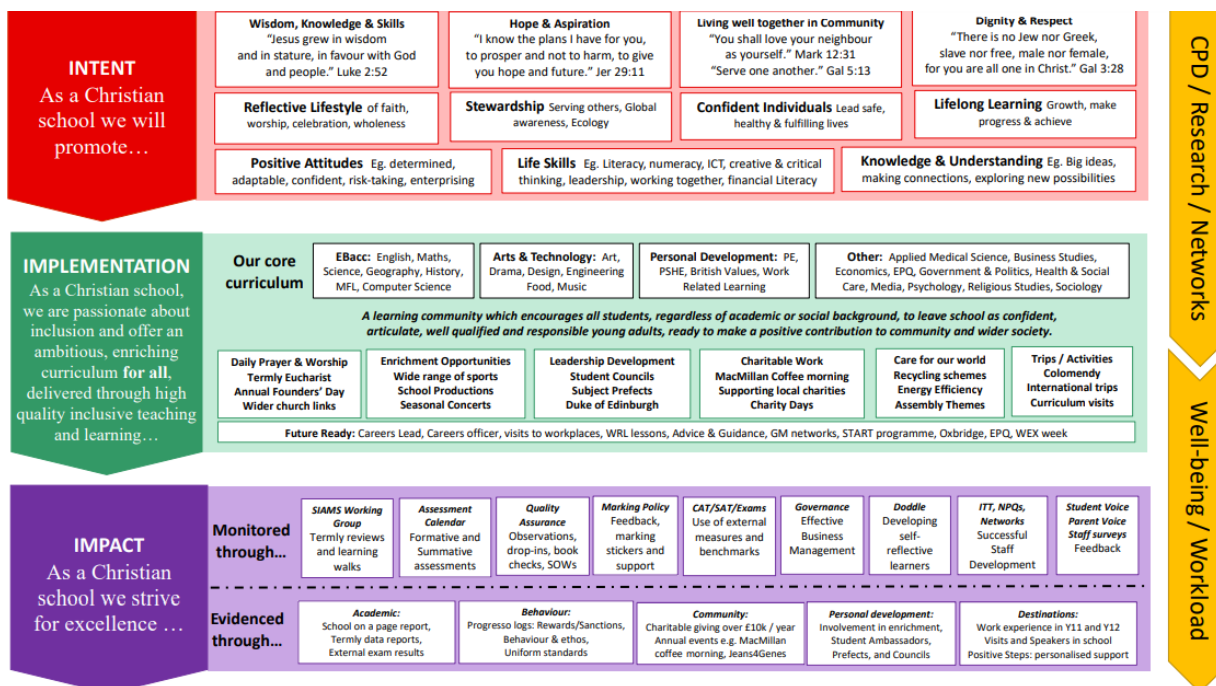 INTENT
As a Christian
school we will
promote…
Wisdom, Knowledge & Skills
“Jesus grew in wisdom
and in stature, in favour with God
and people.” Luke 2:52
Hope & Aspiration
“I know the plans I have for you,
to prosper and not to harm, to give
you hope and future.” Jer 29:11
Living well together in Community
“You shall love your neighbour
as yourself.” Mark 12:31
“Serve one another.” Gal 5:13
Dignity & Respect
“There is no Jew nor Greek,
slave nor free, male nor female,
for you are all one in Christ.” Gal 3:28
Reflective Lifestyle of faith,
worship, celebration, wholeness
Stewardship Serving others, Global
awareness, Ecology
Confident Individuals Lead safe,
healthy & fulfilling lives
Lifelong Learning Growth, make
progress & achieve
Positive Attitudes Eg. determined,
adaptable, confident, risk-taking, enterprising
Life Skills Eg. Literacy, numeracy, ICT, creative & critical
thinking, leadership, working together, financial Literacy
Knowledge & Understanding Eg. Big ideas,
making connections, exploring new possibilities
IMPLEMENTATION
As a Christian school,
we are passionate about
inclusion and offer an
ambitious, enriching
curriculum for all,
delivered through high
quality inclusive teaching
and learning…
Our core
curriculum
EBacc: English, Maths,
Science, Geography, History,
MFL, Computer Science
Arts & Technology: Art,
Drama, Design, Engineering
Food, Music
Personal Development: PE,
PSHE, British Values, Work
Related Learning
Other: Applied Medical Science, Business Studies,
Economics, EPQ, Government & Politics, Health & Social
Care, Media, Psychology, Religious Studies, Sociology
A learning community which encourages all students, regardless of academic or social background, to leave school as confident,
articulate, well qualified and responsible young adults, ready to make a positive contribution to community and wider society.
Daily Prayer & Worship
Termly Eucharist
Annual Founders’ Day
Wider church links
Enrichment Opportunities
Wide range of sports
School Productions
Seasonal Concerts
Leadership Development
Student Councils
Subject Prefects
Duke of Edinburgh
Charitable Work
MacMillan Coffee morning
Supporting local charities
Charity Days
Care for our world
Recycling schemes
Energy Efficiency
Assembly Themes
Trips / Activities
Colomendy
International trips
Curriculum visits
Future Ready: Careers Lead, Careers officer, visits to workplaces, WRL lessons, Advice & Guidance, GM networks, START programme, Oxbridge, EPQ, WEX week
IMPACT
As a Christian
school we strive
for excellence …
Monitored
through…
SIAMS Working
Group
Termly reviews
and learning
walks
Assessment
Calendar
Formative and
Summative
assessments
Quality
Assurance
Observations,
drop-ins, book
checks, SOWs
Marking Policy
Feedback,
marking
stickers and
support
CAT/SAT/Exams
Use of external
measures and
benchmarks
Governance
Effective
Business
Management
Doddle
Developing
self-
reflective
learners
ITT, NPQs,
Networks
Successful
Staff
Development
Student Voice
Parent Voice
Staff surveys
Feedback
Evidenced
through…
Academic:
School on a page report,
Termly data reports,
External exam results
Behaviour:
Progresso logs: Rewards/Sanctions,
Behaviour & ethos,
Uniform standards
Community:
Charitable giving over £10k / year
Annual events e.g. MacMillan
coffee morning, Jeans4Genes
Personal development:
Involvement in enrichment,
Student Ambassadors,
Prefects, and Councils
Destinations:
Work experience in Y11 and Y12
Visits and Speakers in school
Positive Steps: personalised support
CPD / Research / Networks
Well-being / Workload